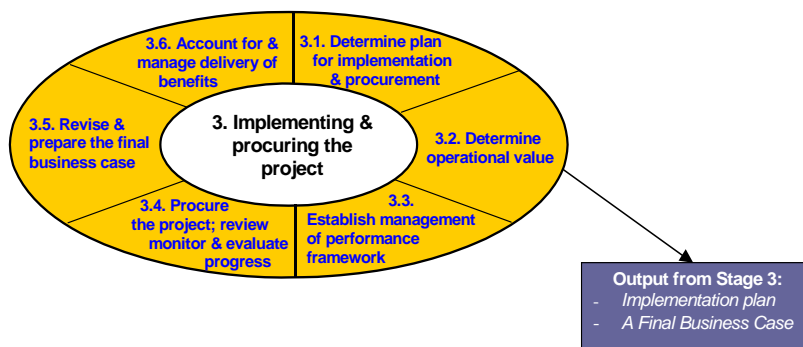 3.6. Account for &
manage delivery of
benefits
3.1. Determine plan
for implementation
& procurement
3.5. Revise &
prepare the final
business case
3. Implementing &
procuring the
project
3.2. Determine
operational value
3.4. Procure
the project; review
monitor & evaluate
progress
3.3.
Establish management
of performance
framework
Output from Stage 3:
- Implementation plan
- A Final Business Case